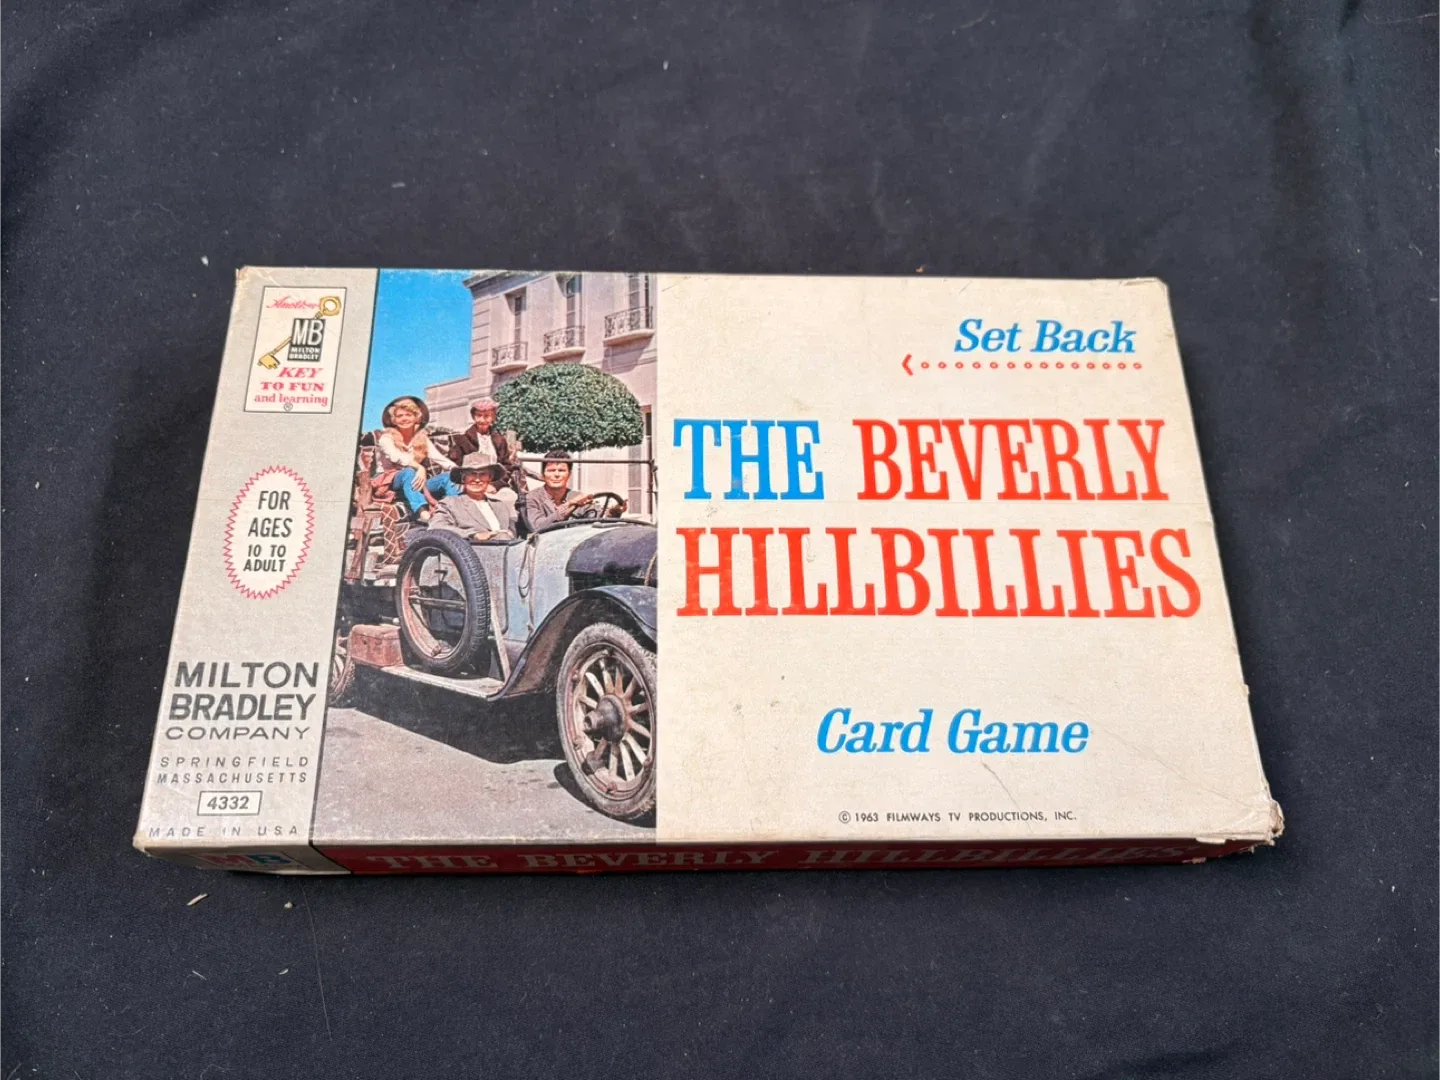 Another
MB
MILTON
BRADLEY
KEY
TO FUN
and learning
®
FOR
AGES
10 TO
ADULT
MILTON
BRADLEY
COMPANY
SPRINGFIELD
MASSACHUSETTS
4332
MADE IN U.S.A.
Set Back
THE BEVERLY
HILLBILLIES
Card Game
© 1963 FILMWAYS TV PRODUCTIONS, INC.
MB
THE BEVERLY HILLBILLIES